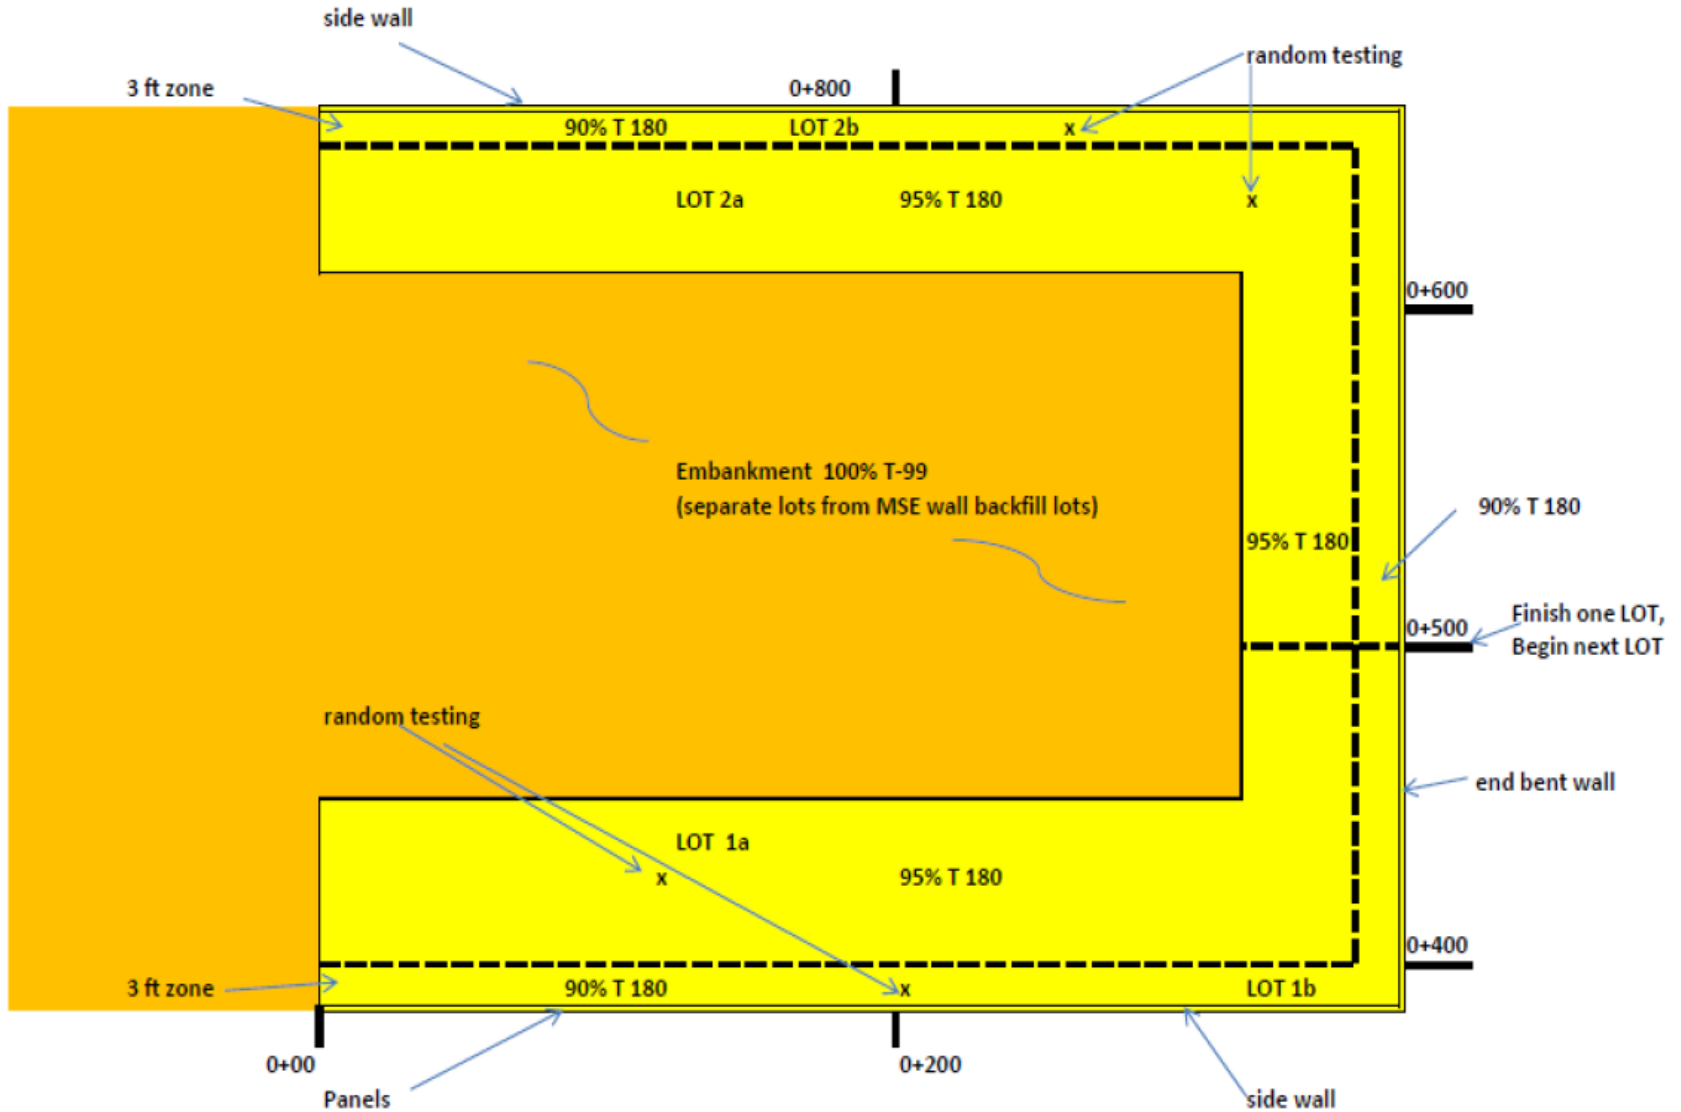 side wall
random testing
3 ft zone
0+800
90% T 180
LOT 2b
x
LOT 2a
95% T 180
x
0+600
Embankment 100% T-99
(separate lots from MSE wall backfill lots)
90% T 180
95% T 180
Finish one LOT,
0+500
Begin next LOT
random testing
end bent wall
LOT 1a
x
95% T 180
0+400
3 ft zone
90% T 180
x
LOT 1b
0+00
0+200
Panels
side wall